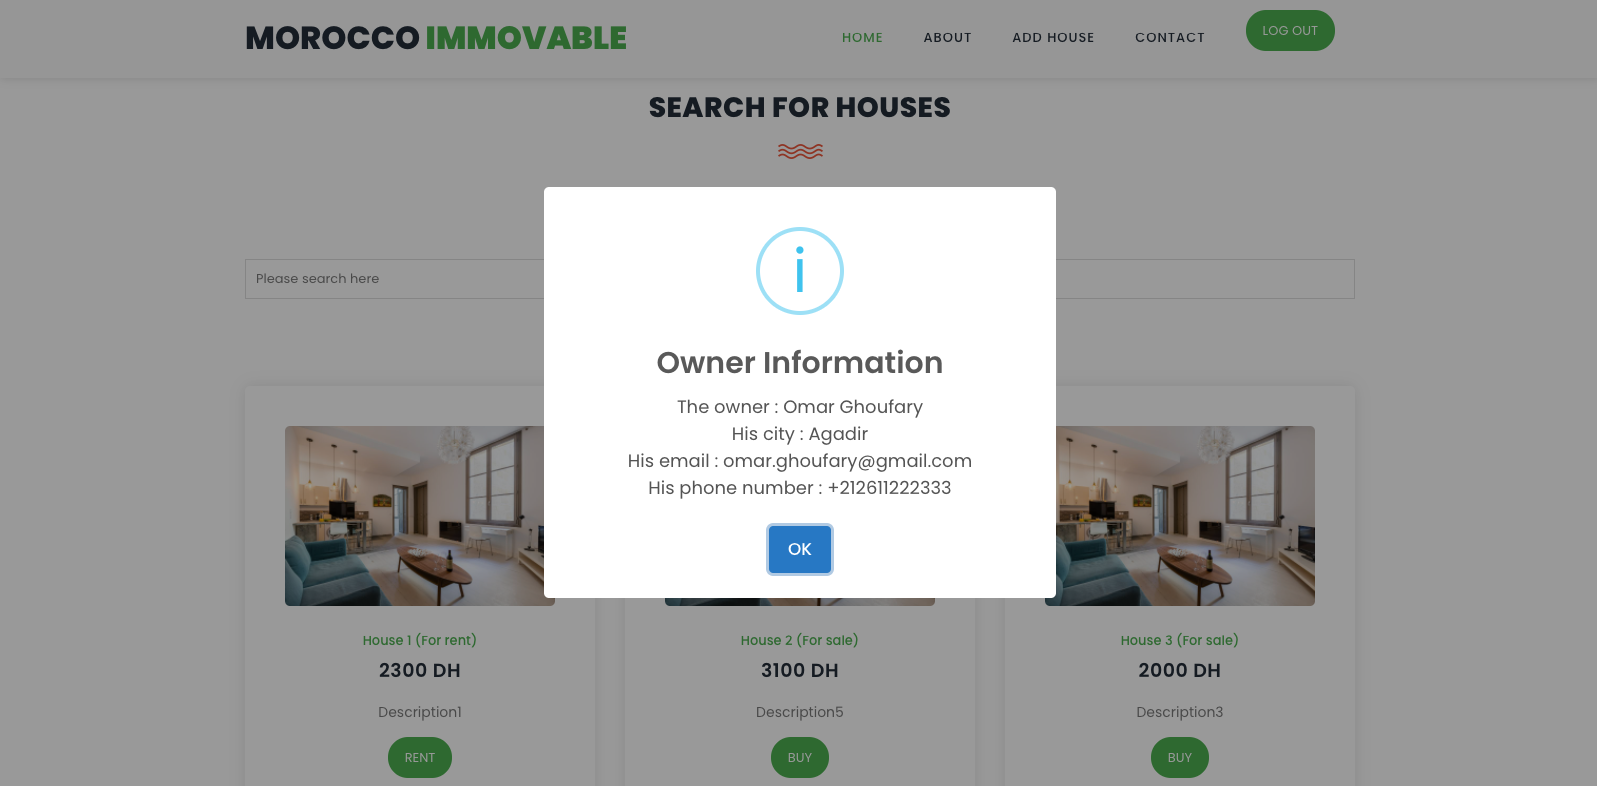 MOROCCO IMMOVABLE
HOME ABOUT ADD HOUSE CONTACT LOG OUT
SEARCH FOR HOUSES
Please search here
i
Owner Information
The owner : Omar Ghoufary
His city : Agadir
His email : omar.ghoufary@gmail.com
His phone number : +212611222333
OK
House 1 (For rent)
2300 DH
Description1
RENT
House 2 (For sale)
3100 DH
Description5
BUY
House 3 (For sale)
2000 DH
Description3
BUY